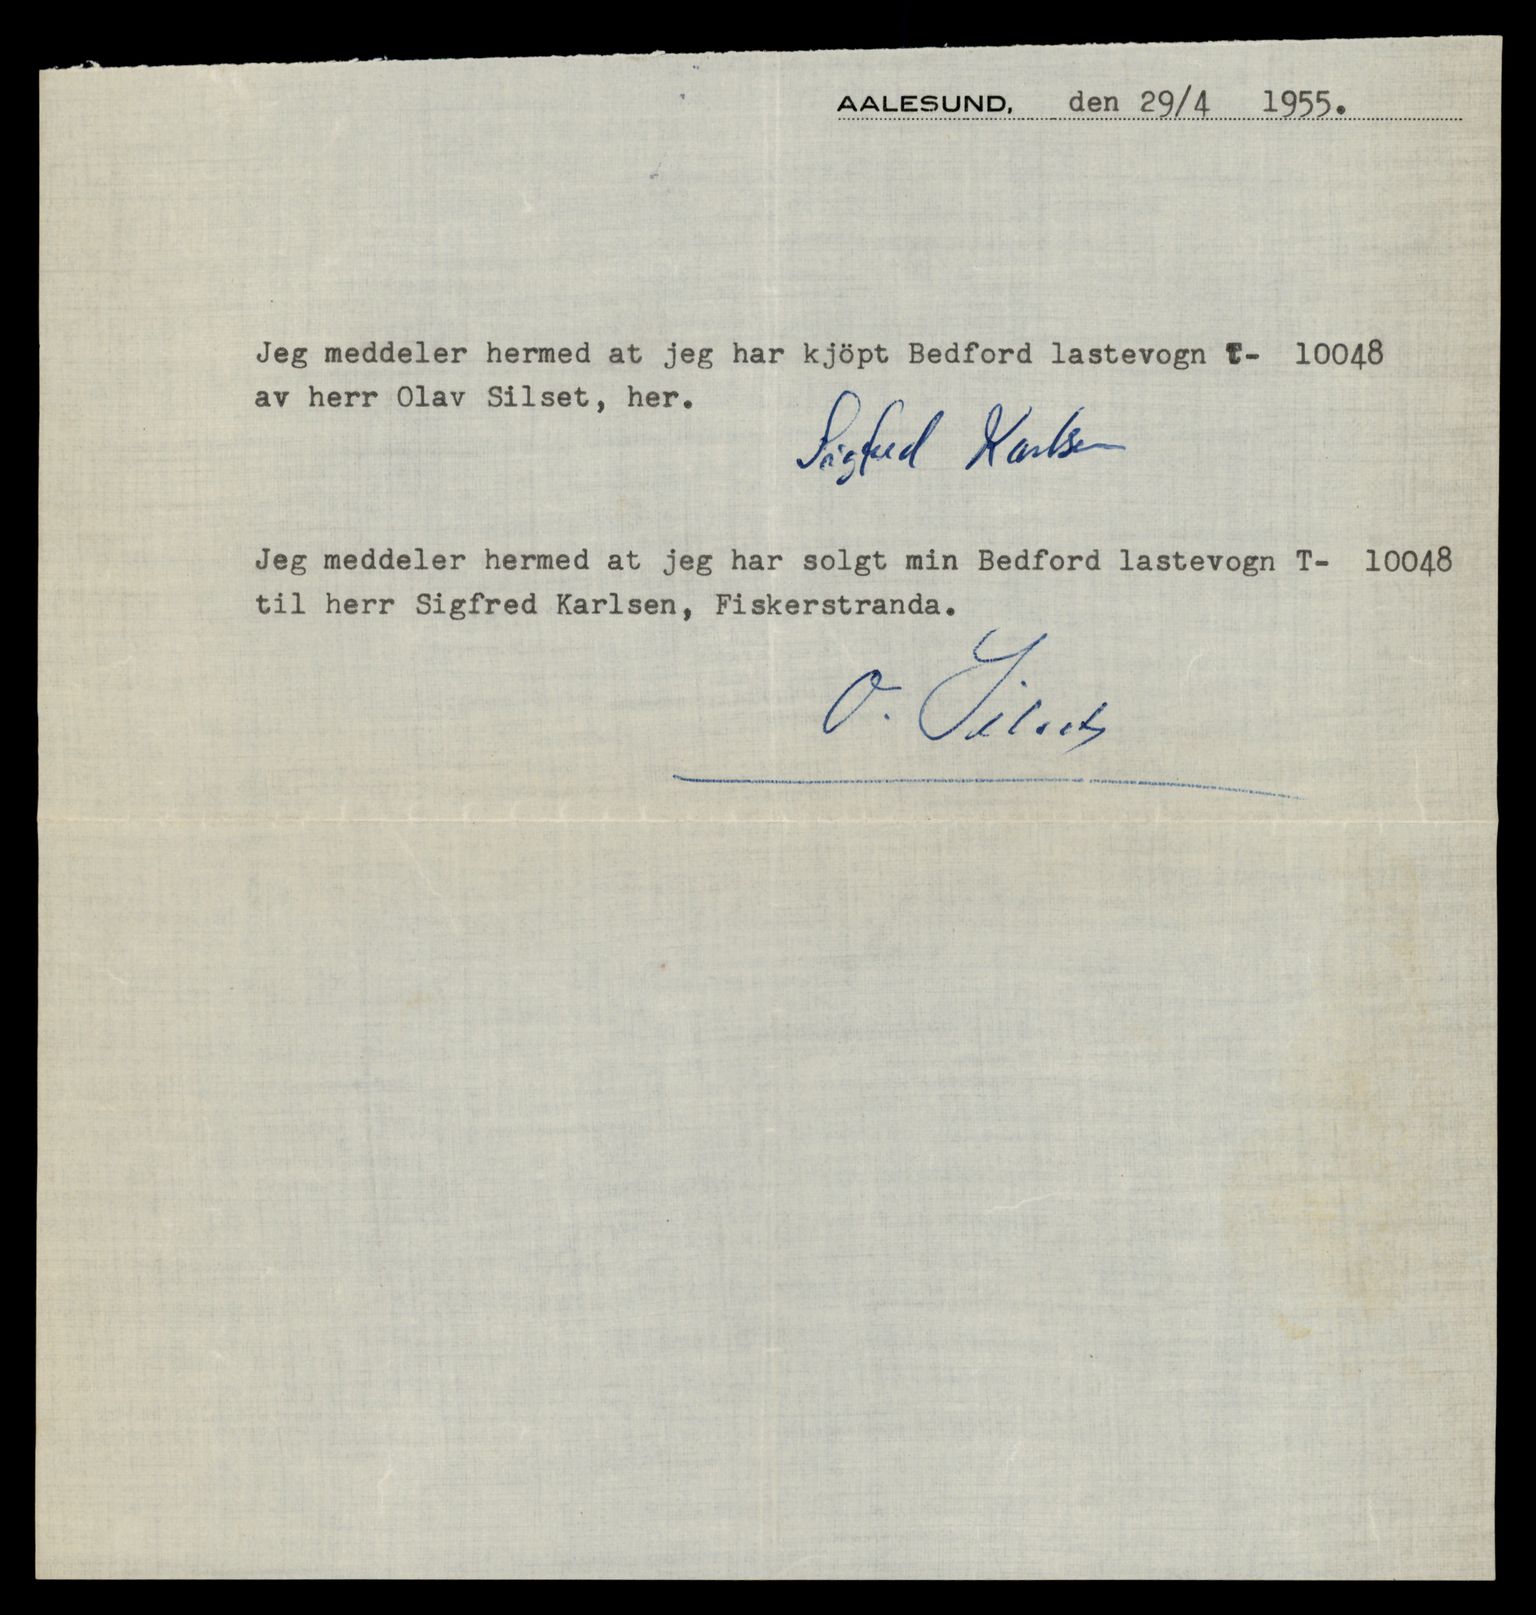 AALESUND, den 29/4 1955.
Jeg meddeler hermed at jeg har kjöpt Bedford lastevogn T- 10048
av herr Olav Silset, her.
Sigfred Karlsen
Jeg meddeler hermed at jeg har solgt min Bedford lastevogn T- 10048
til herr Sigfred Karlsen, Fiskerstranda.
O. Silset